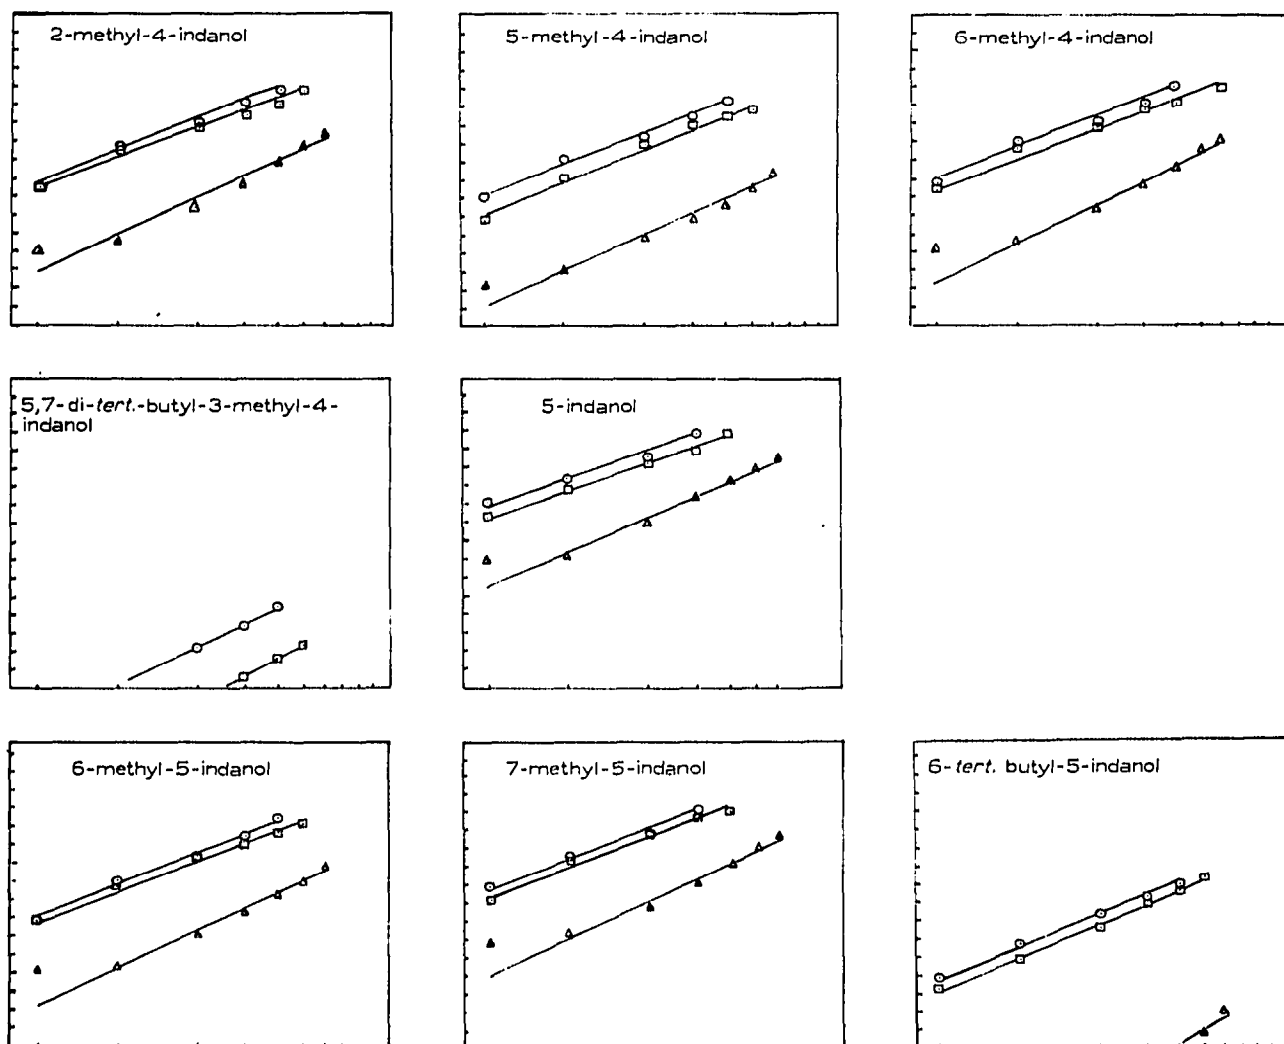 2-methyl-4-indanol
5-methyl-4-indanol
6-methyl-4-indanol
5,7-di-tert.-butyl-3-methyl-4-
indanol
5-indanol
6-methyl-5-indanol
7-methyl-5-indanol
6-tert. butyl-5-indanol